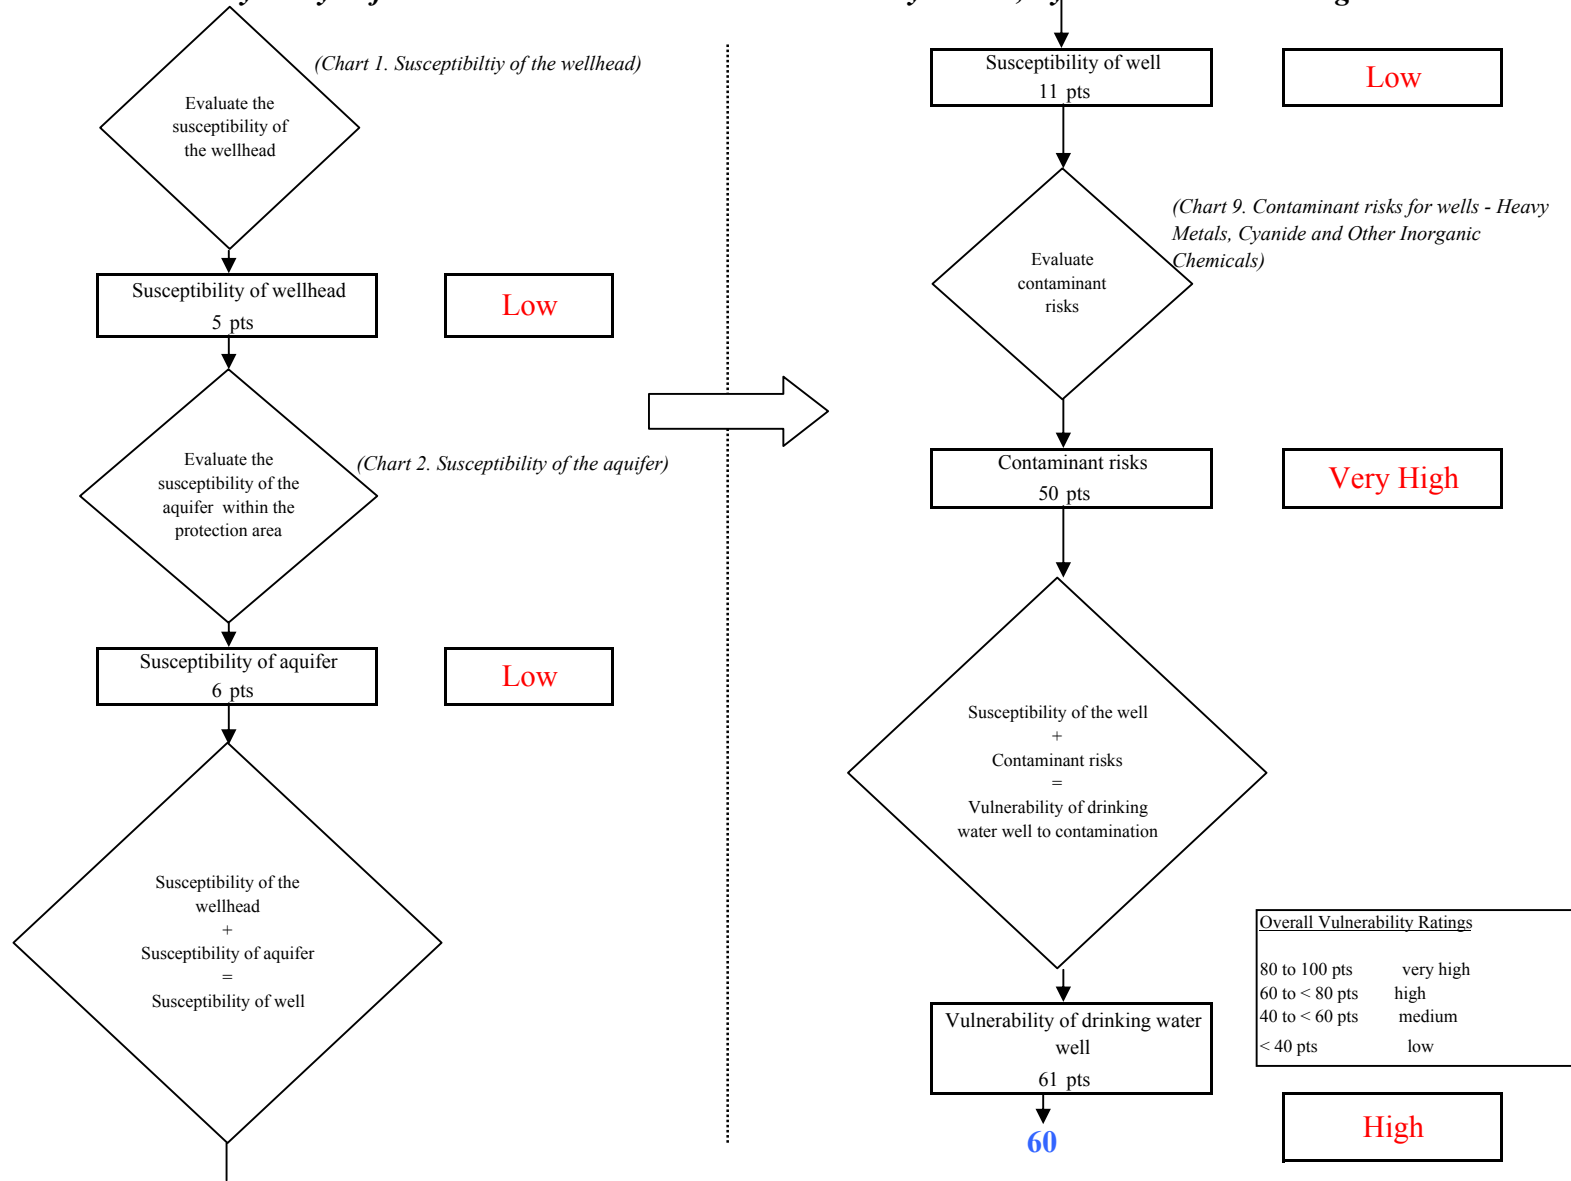 (Chart 1. Susceptibiltiy of the wellhead)
Evaluate the
susceptibility of
the wellhead
Susceptibility of wellhead
5 pts
Low
Evaluate the
susceptibility of the
aquifer within the
protection area
(Chart 2. Susceptibility of the aquifer)
Susceptibility of aquifer
6 pts
Low
Susceptibility of the
wellhead
+
Susceptibility of aquifer
=
Susceptibility of well
Susceptibility of well
11 pts
Low
(Chart 9. Contaminant risks for wells - Heavy
Metals, Cyanide and Other Inorganic
Chemicals)
Evaluate
contaminant
risks
Contaminant risks
50 pts
Very High
Susceptibility of the well
+
Contaminant risks
=
Vulnerability of drinking
water well to contamination
Overall Vulnerability Ratings
80 to 100 pts very high
60 to < 80 pts high
40 to < 60 pts medium
< 40 pts low
Vulnerability of drinking water
well
61 pts
60
High